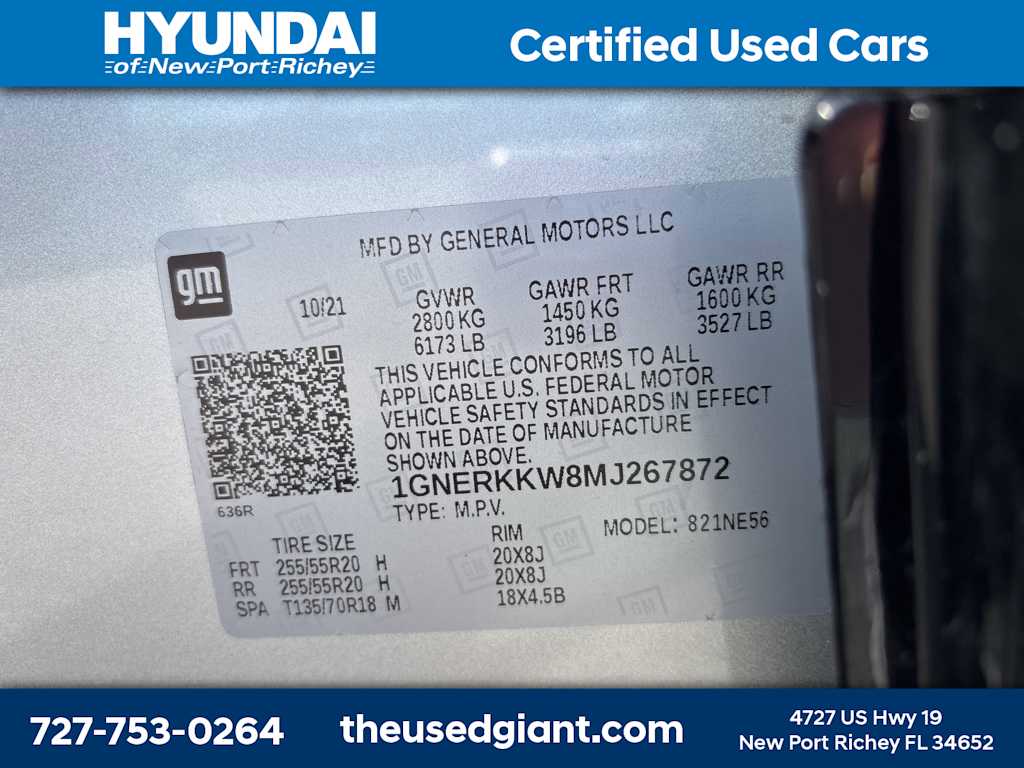 HYUNDAI
of New Port Richey
Certified Used Cars
MFD BY GENERAL MOTORS LLC
gm
10/21
GVWR
2800 KG
6173 LB
GAWR FRT
1450 KG
3196 LB
GAWR RR
1600 KG
3527 LB
THIS VEHICLE CONFORMS TO ALL
APPLICABLE U.S. FEDERAL MOTOR
VEHICLE SAFETY STANDARDS IN EFFECT
ON THE DATE OF MANUFACTURE
SHOWN ABOVE.
1GNERKKW8MJ267872
636R
TYPE: M.P.V.
MODEL: 821NE56
TIRE SIZE
RIM
FRT 255/55R20 H 20X8J
RR 255/55R20 H 20X8J
SPA T135/70R18 M 18X4.5B
727-753-0264
theusedgiant.com
4727 US Hwy 19
New Port Richey FL 34652